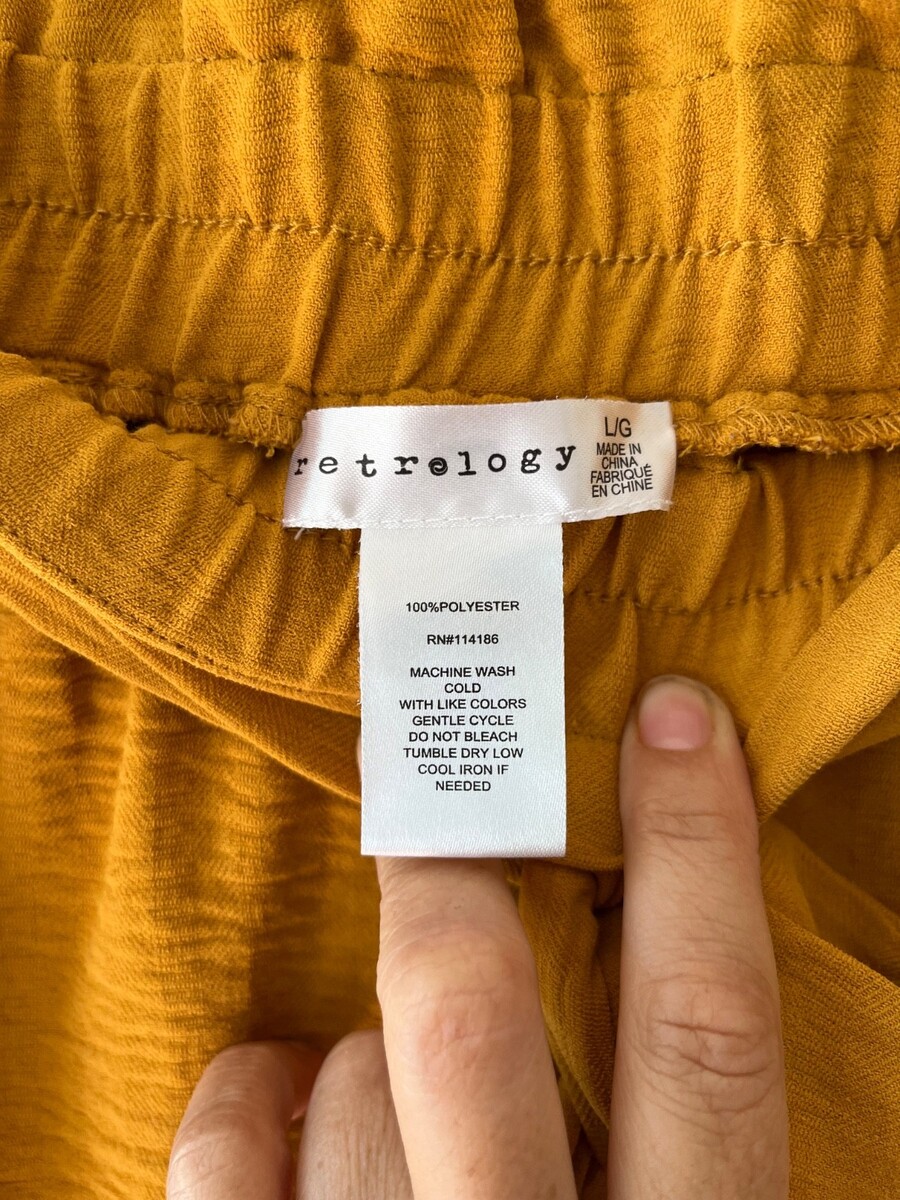 retrology
L/G
MADE IN
CHINA
FABRIQUÉ
EN CHINE
100%POLYESTER
RN#114186
MACHINE WASH
COLD
WITH LIKE COLORS
GENTLE CYCLE
DO NOT BLEACH
TUMBLE DRY LOW
COOL IRON IF
NEEDED